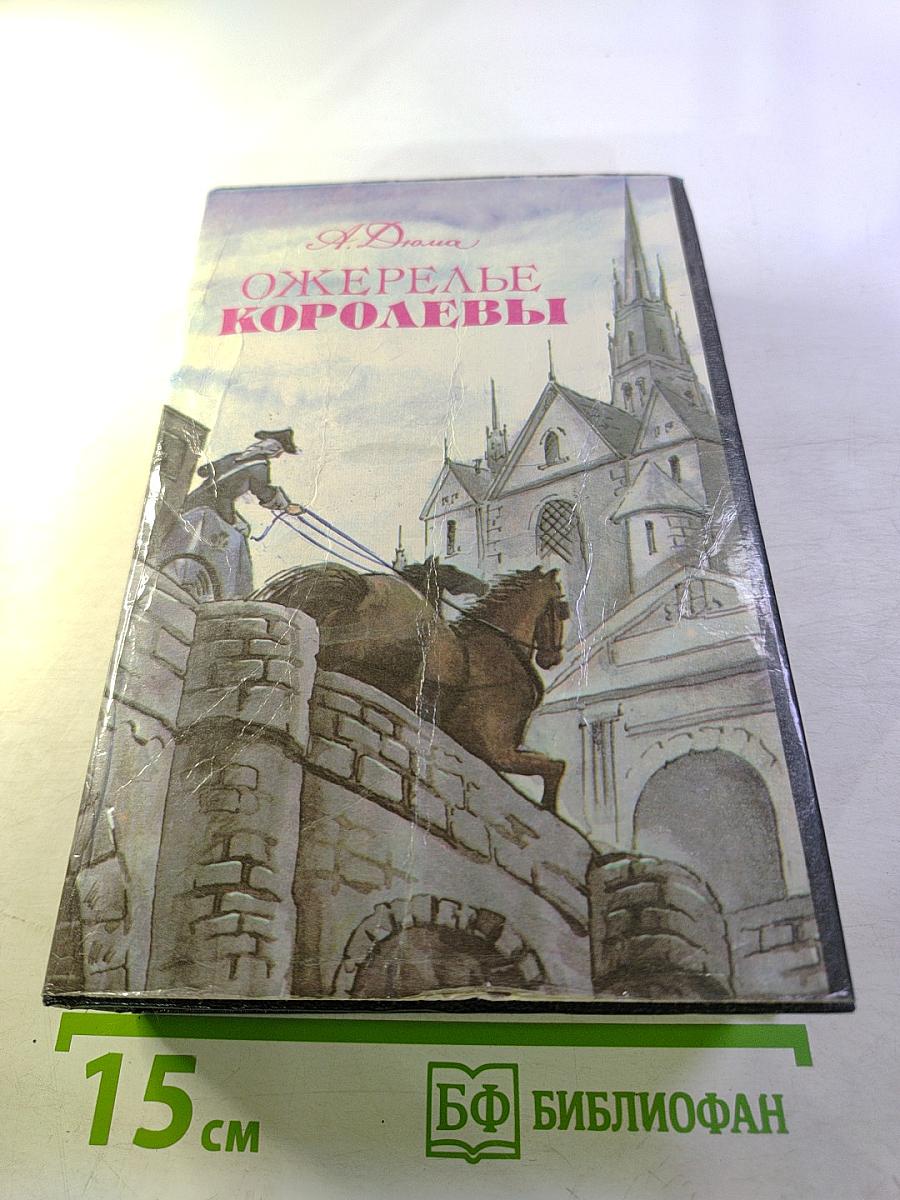 А. Дюма
ОЖЕРЕЛЬЕ
КОРОЛЕВЫ
15 см
БФ БИБЛИОФАН